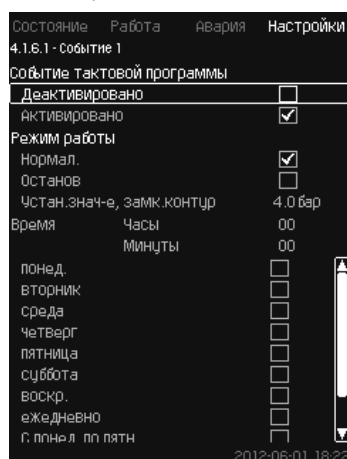 Состояние Работа Авария Настройки
4.1.6.1 - Событие 1
Событие тактовой программы
Деактивировано
Активировано
Режим работы
Нормал.
Останов
Устан.знач-е, замк.контур 4.0 бар
Время Часы 00
Минуты 00
понед.
вторник
среда
четверг
пятница
суббота
воскр.
ежедневно
С понед. по пятн
2012-06-01 18:22